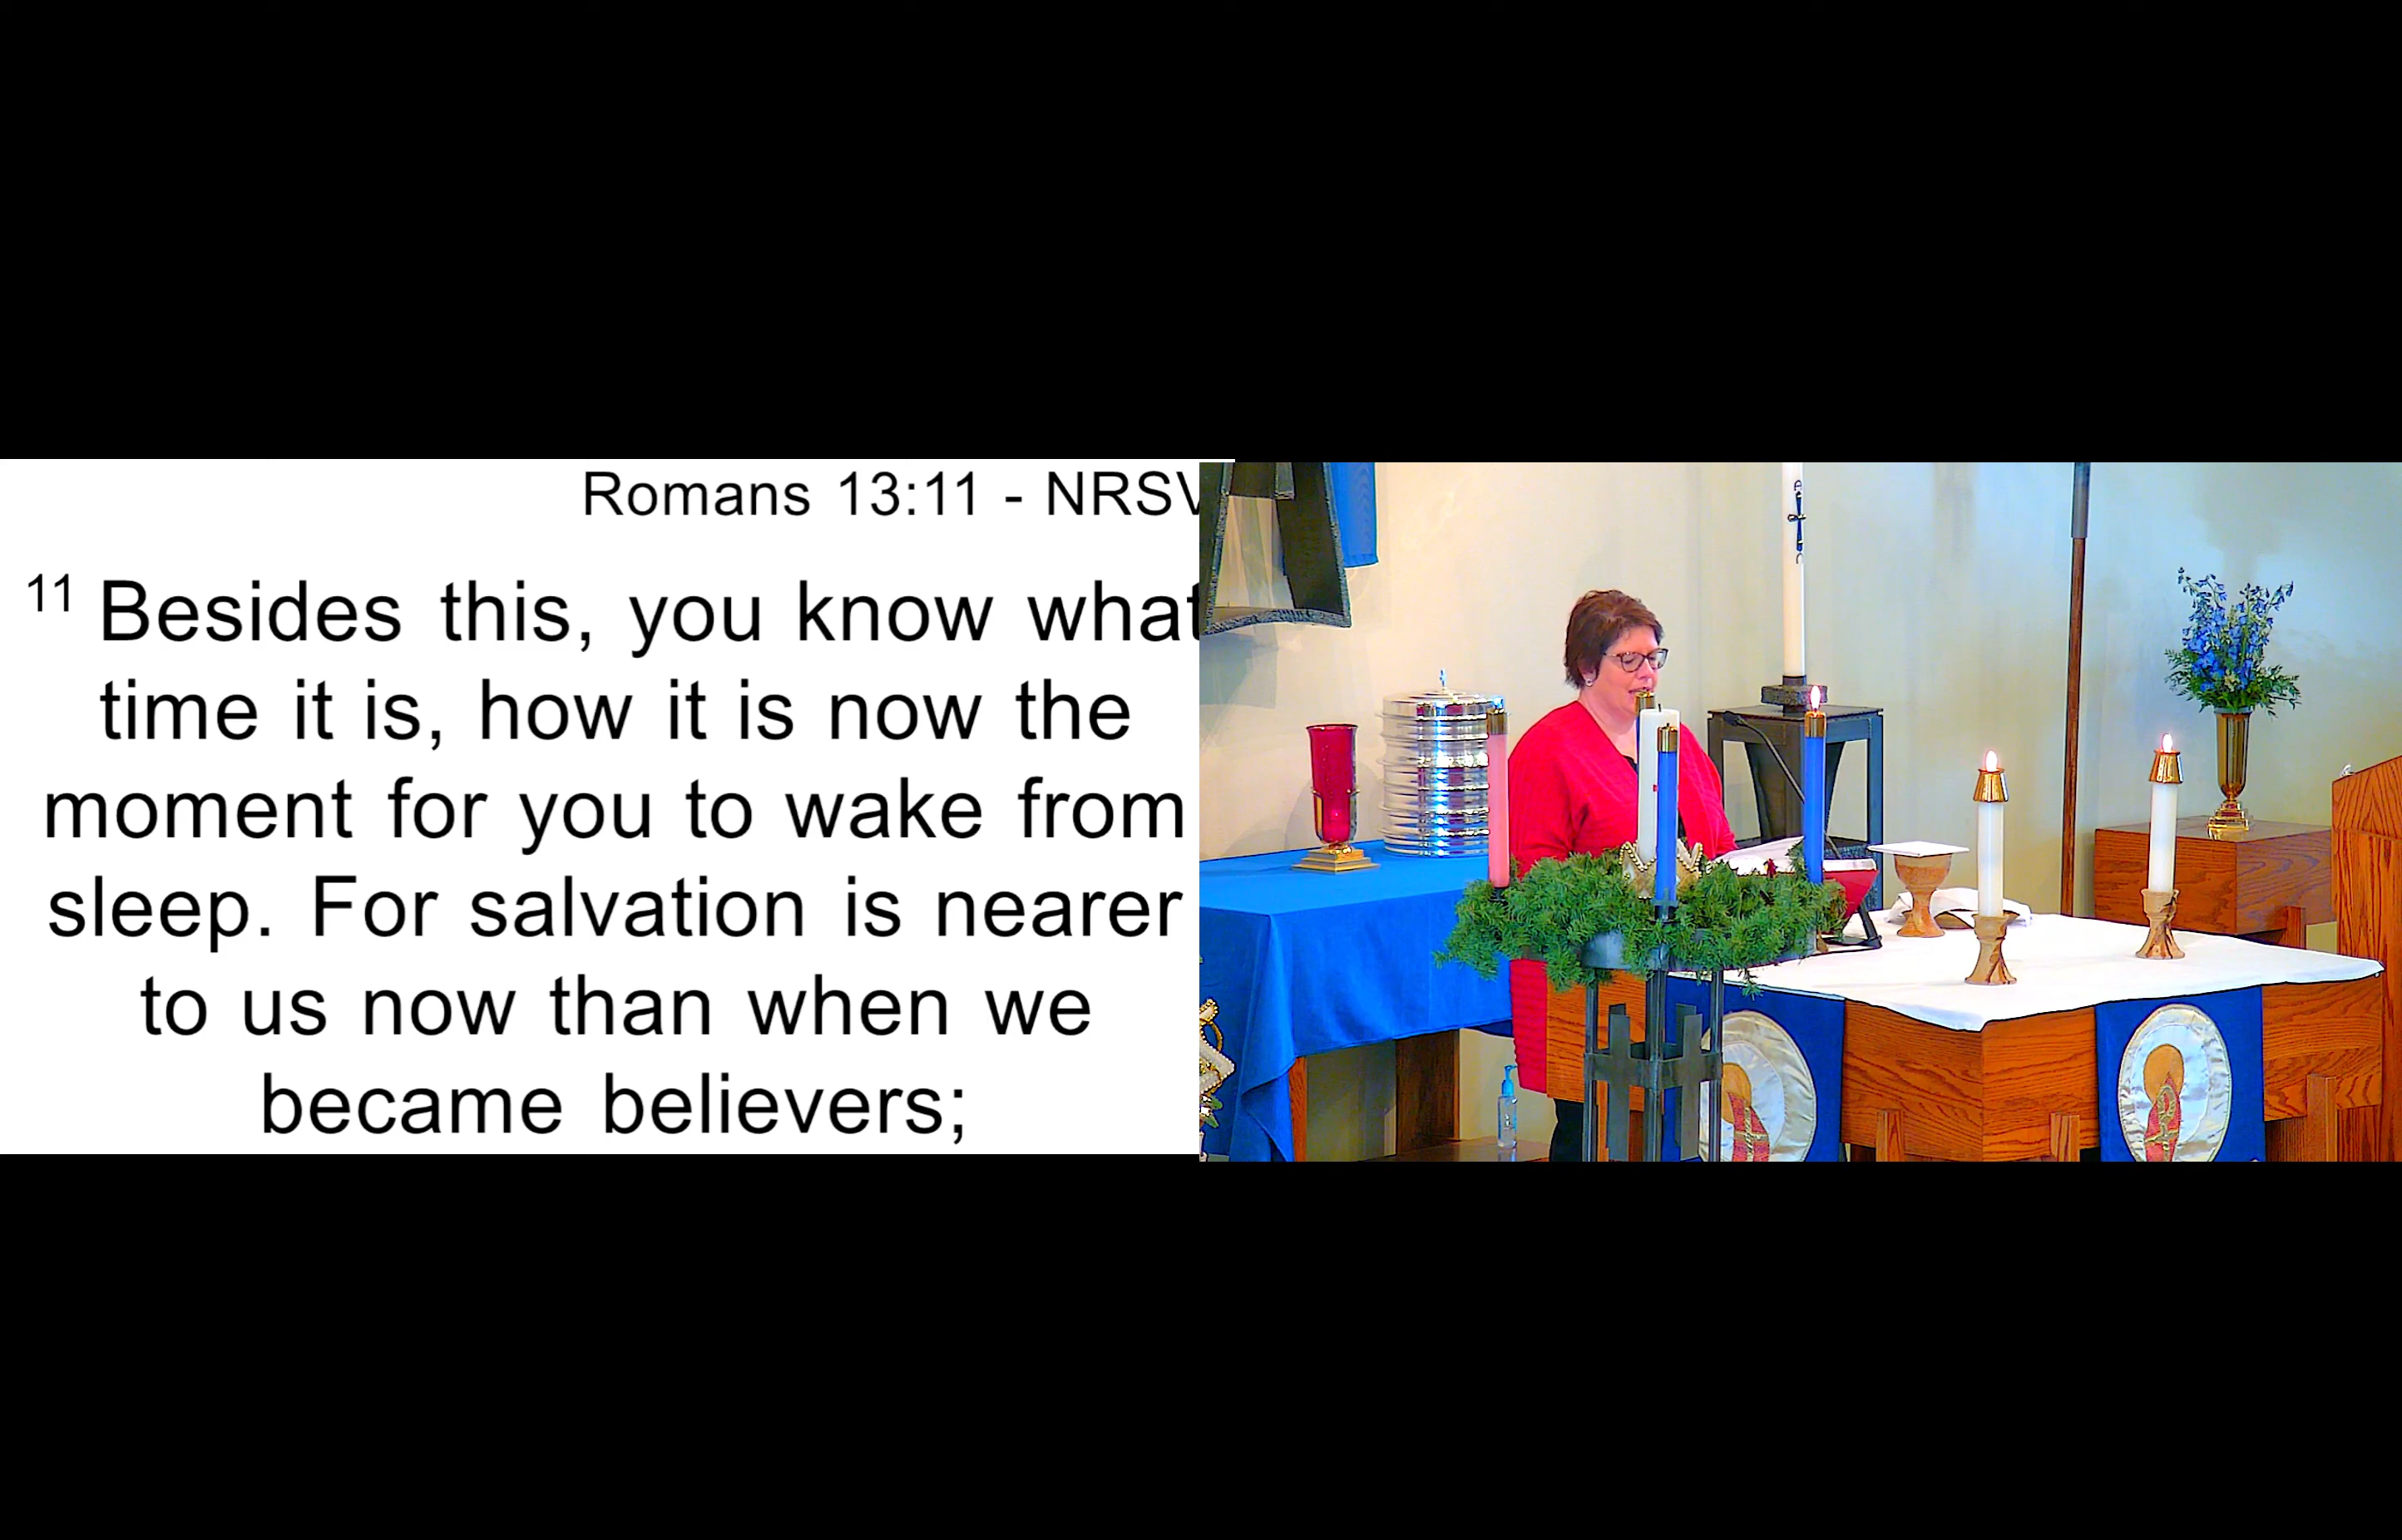 Romans 13:11 - NRSV
11 Besides this, you know what
time it is, how it is now the
moment for you to wake from
sleep. For salvation is nearer
to us now than when we
became believers;